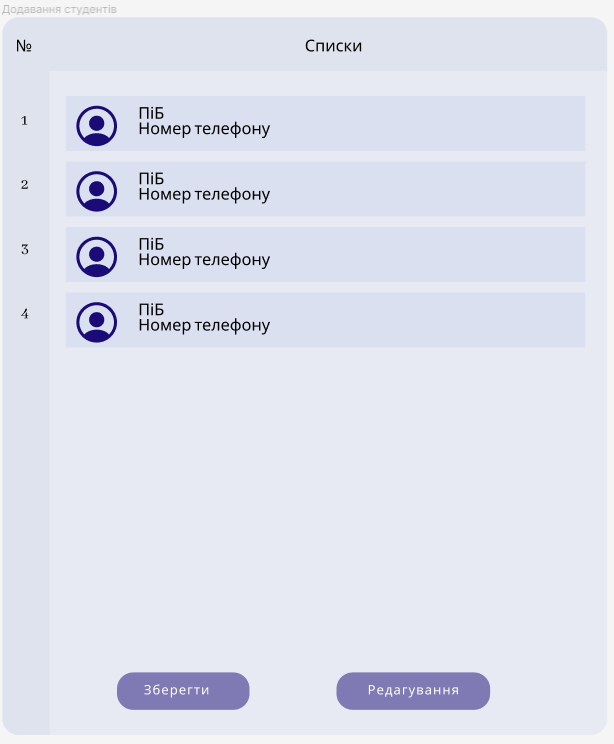 Додавання студентів
№ Списки
1 ПіБ
Номер телефону
2 ПіБ
Номер телефону
3 ПіБ
Номер телефону
4 ПіБ
Номер телефону
Зберегти Редагування